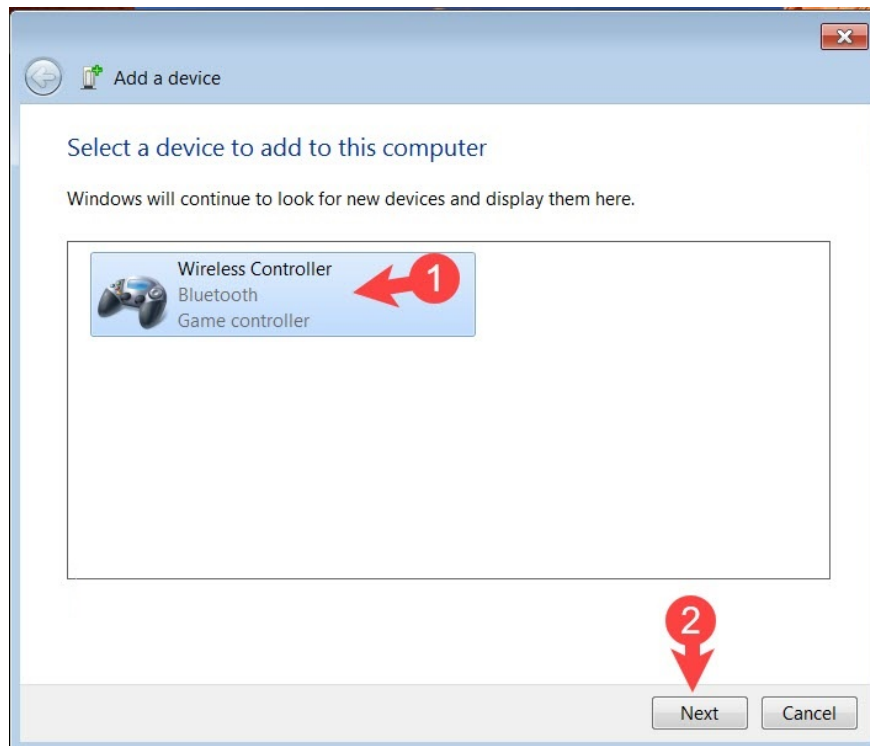 Add a device
Select a device to add to this computer
Windows will continue to look for new devices and display them here.
Wireless Controller
Bluetooth
Game controller
1
2
Next
Cancel